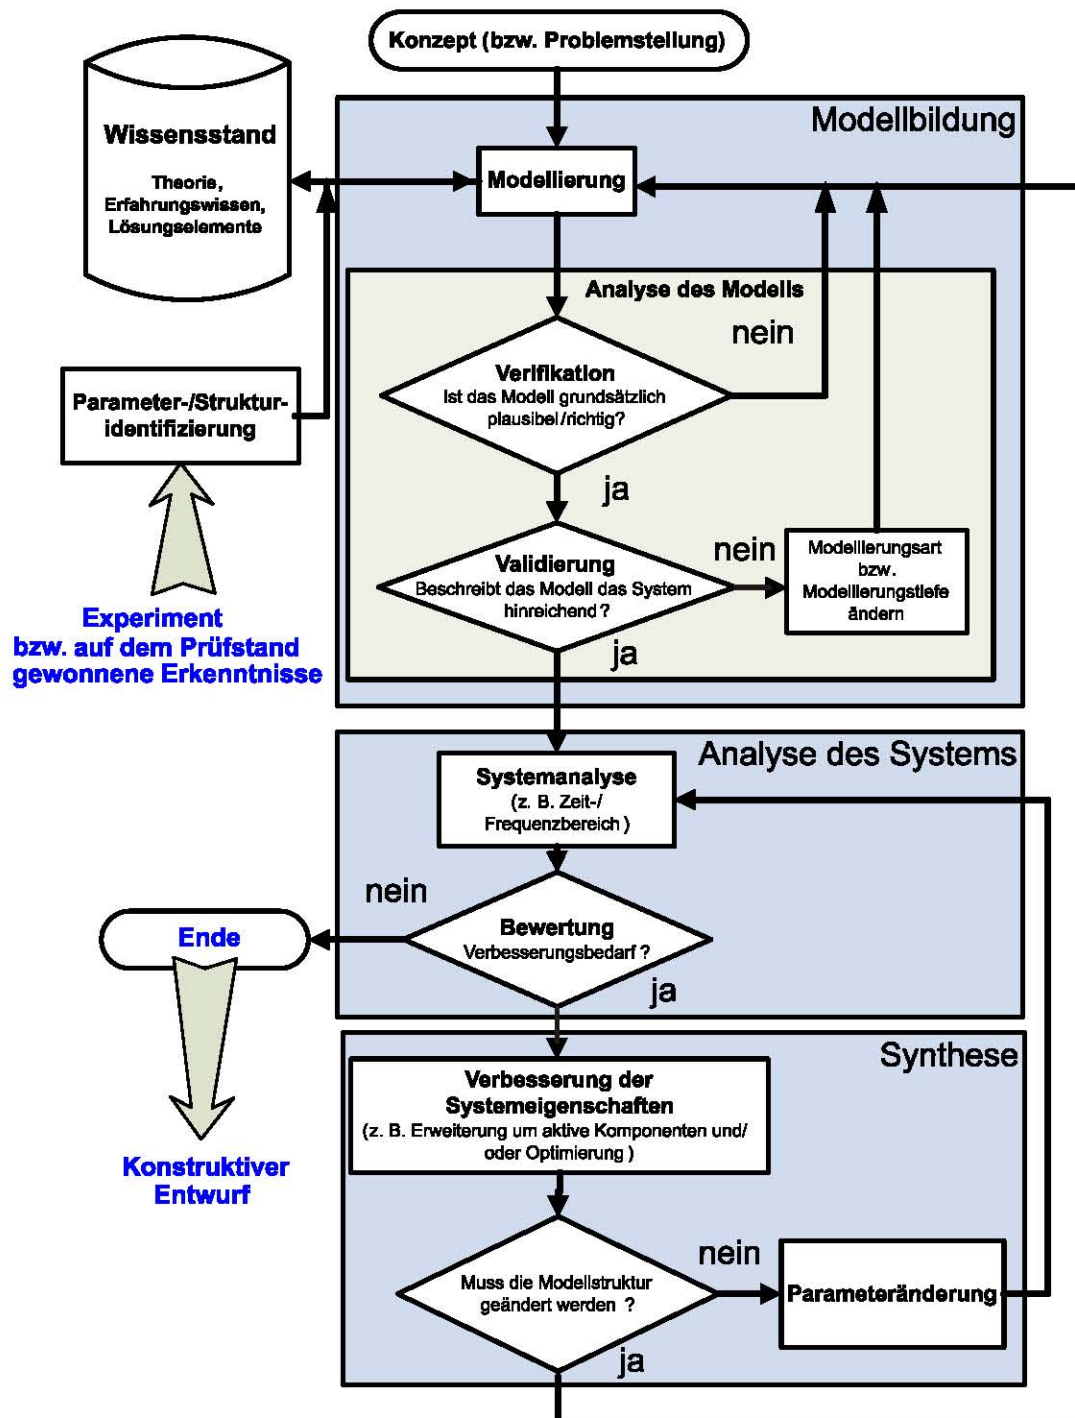 Konzept (bzw. Problemstellung)
Modellbildung
Wissensstand
Theorie,
Erfahrungswissen,
Lösungselemente
Modellierung
Analyse des Modells
nein
Verifikation
Ist das Modell grundsätzlich
plausibel/richtig?
Parameter-/Struktur-
identifizierung
ja
nein
Validierung
Beschreibt das Modell das System
hinreichend ?
Modellierungsart
bzw.
Modellierungstiefe
ändern
Experiment
bzw. auf dem Prüfstand
gewonnene Erkenntnisse
ja
Analyse des Systems
Systemanalyse
(z. B. Zeit-/
Frequenzbereich )
nein
Bewertung
Verbesserungsbedarf ?
Ende
ja
Synthese
Verbesserung der
Systemeigenschaften
(z. B. Erweiterung um aktive Komponenten und/
oder Optimierung )
Konstruktiver
Entwurf
nein
Muss die Modellstruktur
geändert werden ?
Parameteränderung
ja